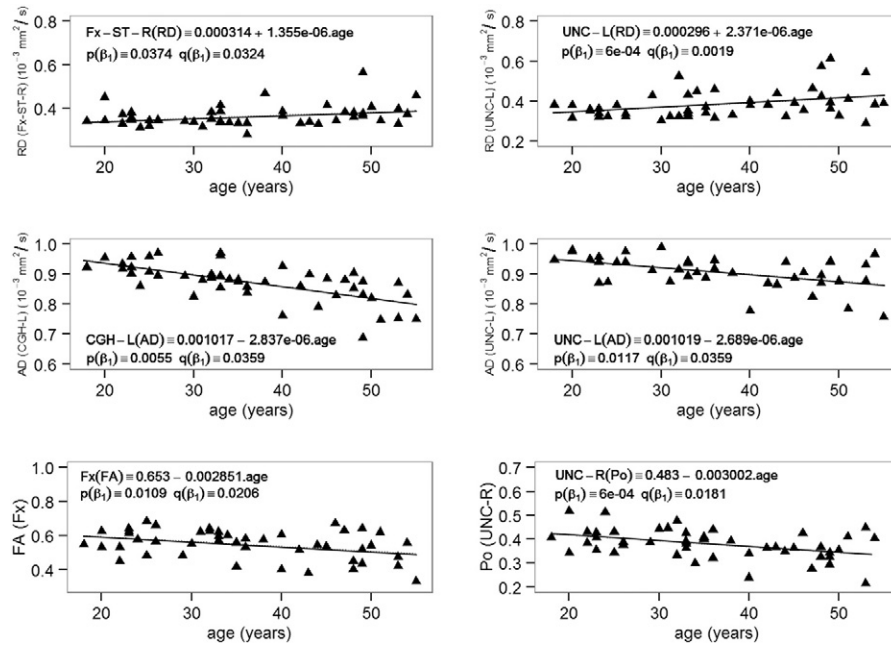 Fx–ST–R(RD)=0.000314 + 1.355e-06.age
p(β₁)=0.0374 q(β₁)=0.0324
RD (Fx-ST-R) (10⁻³ mm²/ s)
0.8
0.6
0.4
0.2
20 30 40 50
age (years)
UNC–L(RD)=0.000296 + 2.371e-06.age
p(β₁)=6e-04 q(β₁)=0.0019
RD (UNC-L) (10⁻³ mm²/ s)
0.8
0.6
0.4
0.2
20 30 40 50
age (years)
AD (CGH-L) (10⁻³ mm²/ s)
1.0
0.9
0.8
0.7
0.6
CGH–L(AD)=0.001017 – 2.837e-06.age
p(β₁)=0.0055 q(β₁)=0.0359
20 30 40 50
age (years)
AD (UNC-L) (10⁻³ mm²/ s)
1.0
0.9
0.8
0.7
0.6
UNC–L(AD)=0.001019 – 2.689e-06.age
p(β₁)=0.0117 q(β₁)=0.0359
20 30 40 50
age (years)
Fx(FA)=0.653 – 0.002851.age
p(β₁)=0.0109 q(β₁)=0.0206
FA (Fx)
1.0
0.8
0.6
0.4
20 30 40 50
age (years)
UNC–R(Po)=0.483 – 0.003002.age
p(β₁)=6e-04 q(β₁)=0.0181
Po (UNC-R)
0.7
0.6
0.5
0.4
0.3
0.2
20 30 40 50
age (years)